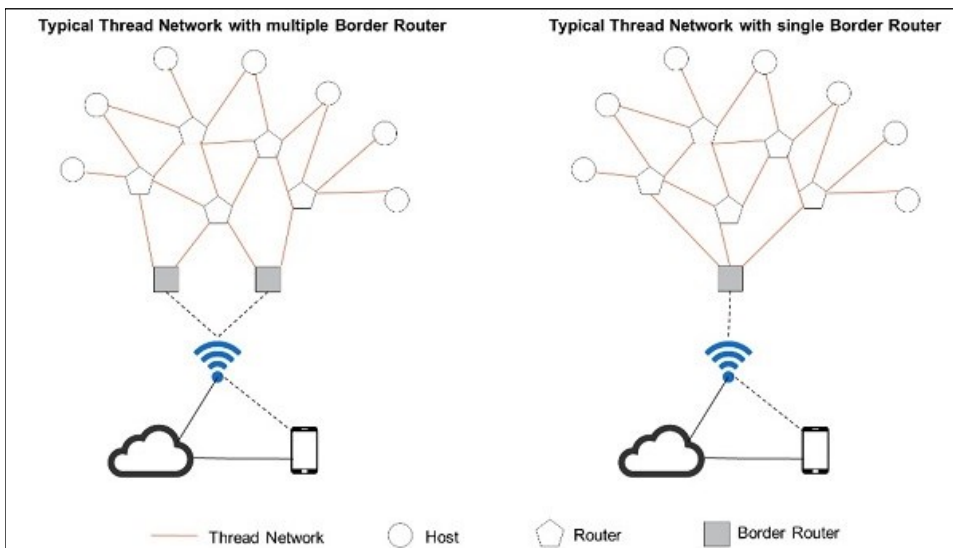 Typical Thread Network with multiple Border Router
Typical Thread Network with single Border Router
Thread Network
Host
Router
Border Router